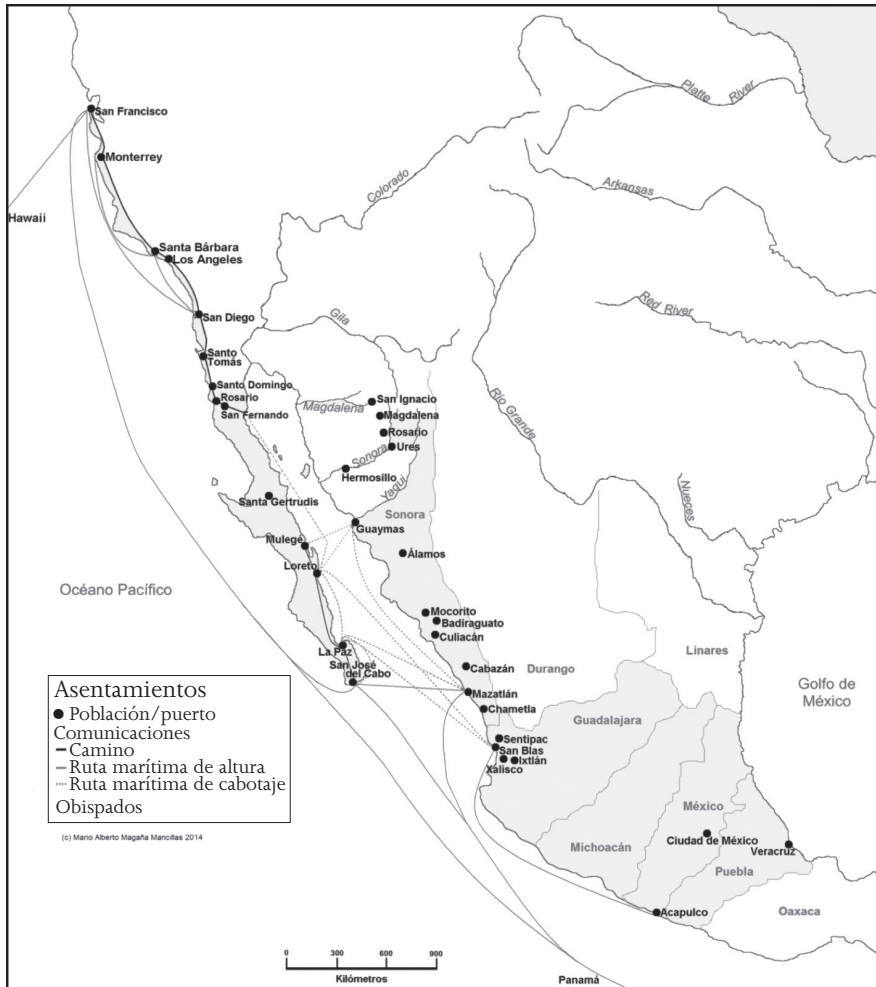 Platte River
San Francisco
Monterrey
Colorado
Arkansas
Hawaii
Santa Bárbara
Los Angeles
San Diego
Red River
Gila
Santo
Tomás
Santo Domingo
Rosario
San Fernando
San Ignacio
Magdalena
Magdalena
Rosario
Ures
Sonora
Río Grande
Hermosillo
Yaqui
Nueces
Santa Gertrudis
Sonora
Guaymas
Mulegé
Álamos
Loreto
Océano Pacífico
Mocorito
Badiraguato
Culiacán
La Paz
San José
del Cabo
Cabazán
Durango
Linares
Mazatlán
Golfo de
México
Chametla
Guadalajara
Sentipac
San Blas
Ixtlán
Xalisco
México
Ciudad de México
Michoacán
Veracruz
Puebla
Acapulco
Oaxaca
Panamá
Asentamientos
Población/puerto
Comunicaciones
Camino
Ruta marítima de altura
Ruta marítima de cabotaje
Obispados
(c) Mario Alberto Magaña Mancillas 2014
0 300 600 900
Kilómetros